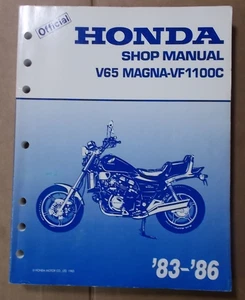 Official
HONDA
SHOP MANUAL
V65 MAGNA-VF1100C
'83-'86